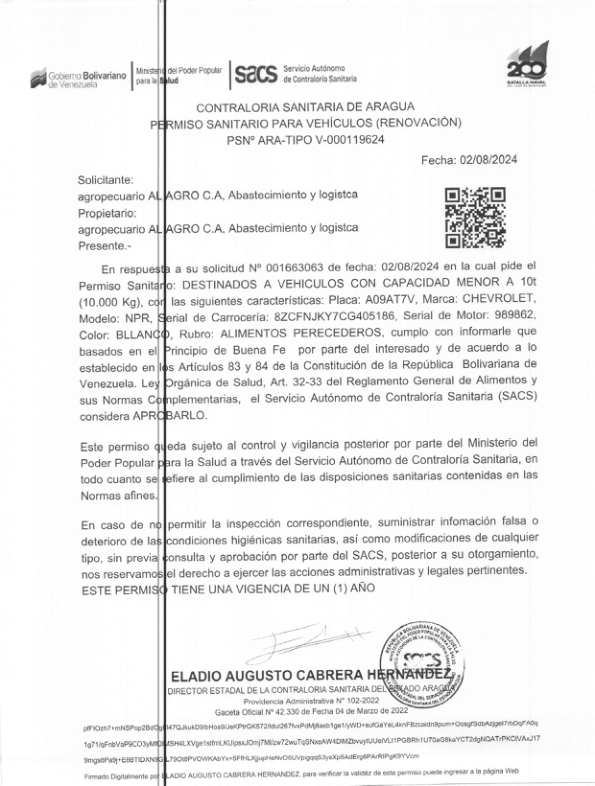 Gobierno Bolivariano
de Venezuela
Ministerio del Poder Popular
para la Salud
sacs
Servicio Autónomo
de Contraloría Sanitaria
200
BATALLA NAVAL
CONTRALORIA SANITARIA DE ARAGUA
PERMISO SANITARIO PARA VEHÍCULOS (RENOVACIÓN)
PSNº ARA-TIPO V-000119624
Fecha: 02/08/2024
Solicitante:
agropecuario AL AGRO C.A, Abastecimiento y logistca
Propietario:
agropecuario AL AGRO C.A, Abastecimiento y logistca
Presente.-
En respuesta a su solicitud Nº 001663063 de fecha: 02/08/2024 en la cual pide el
Permiso Sanitario: DESTINADOS A VEHICULOS CON CAPACIDAD MENOR A 10t
(10.000 Kg), con las siguientes características: Placa: A09AT7V, Marca: CHEVROLET,
Modelo: NPR, Serial de Carrocería: 8ZCFNJKY7CG405186, Serial de Motor: 989862,
Color: BLLANCO, Rubro: ALIMENTOS PERECEDEROS, cumplo con informarle que
basados en el Principio de Buena Fe por parte del interesado y de acuerdo a lo
establecido en los Artículos 83 y 84 de la Constitución de la República Bolivariana de
Venezuela. Ley Orgánica de Salud, Art. 32-33 del Reglamento General de Alimentos y
sus Normas Complementarias, el Servicio Autónomo de Contraloría Sanitaria (SACS)
considera APROBARLO.
Este permiso queda sujeto al control y vigilancia posterior por parte del Ministerio del
Poder Popular para la Salud a través del Servicio Autónomo de Contraloría Sanitaria, en
todo cuanto se refiere al cumplimiento de las disposiciones sanitarias contenidas en las
Normas afines.
En caso de no permitir la inspección correspondiente, suministrar infomación falsa o
deterioro de las condiciones higiénicas sanitarias, así como modificaciones de cualquier
tipo, sin previa consulta y aprobación por parte del SACS, posterior a su otorgamiento,
nos reservamos el derecho a ejercer las acciones administrativas y legales pertinentes.
ESTE PERMISO TIENE UNA VIGENCIA DE UN (1) AÑO
ELADIO AUGUSTO CABRERA HERNANDEZ,
DIRECTOR ESTADAL DE LA CONTRALORIA SANITARIA DEL ESTADO ARAGUA
Providencia Administrativa N° 102-2022
Gaceta Oficial N° 42.330 de Fecha 04 de Marzo de 2022
Firmado Digitalmente por ELADIO AUGUSTO CABRERA HERNANDEZ, para verificar la validéz de este permiso puede ingresar a la página Web